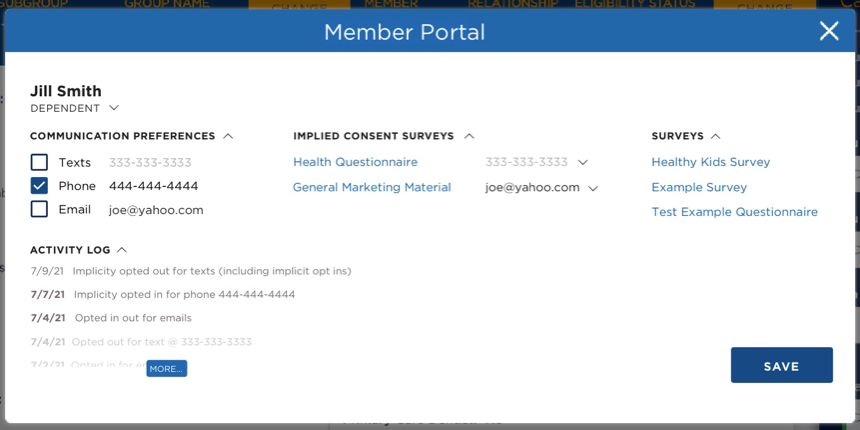 SUBGROUP GROUP NAME CHANGE MEMBER RELATIONSHIP ELIGIBILITY STATUS CHANGE
Member Portal
Jill Smith
DEPENDENT
COMMUNICATION PREFERENCES IMPLIED CONSENT SURVEYS SURVEYS
Texts 333-333-3333 Health Questionnaire 333-333-3333 Healthy Kids Survey
Phone 444-444-4444 General Marketing Material joe@yahoo.com Example Survey
Email joe@yahoo.com Test Example Questionnaire
ACTIVITY LOG
7/9/21 Implicity opted out for texts (including implicit opt ins)
7/7/21 Implicity opted in for phone 444-444-4444
7/4/21 Opted in out for emails
7/4/21 Opted out for text @ 333-333-3333
7/2/21 Opted in for
MORE...
SAVE